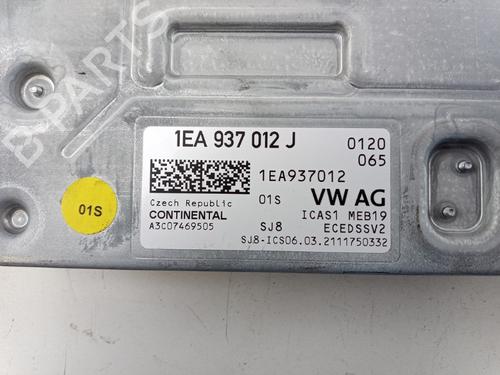 B-PARTS
1EA 937 012 J
0120
065
1EA937012
Czech Republic
01S
VW AG
CONTINENTAL
ICAS1 MEB19
A3C07469505
SJ8
ECEDSSV2
SJ8-ICS06.03.2111750332
01S